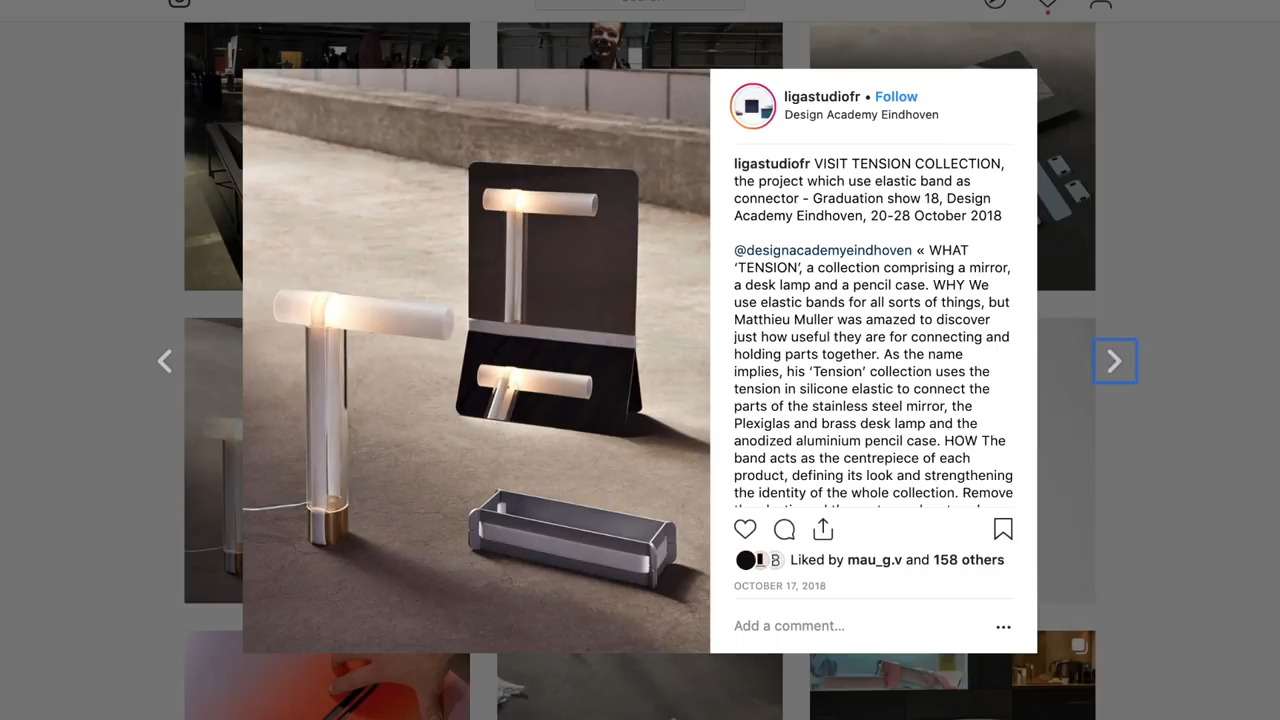 ligastudiofr • Follow
Design Academy Eindhoven
ligastudiofr VISIT TENSION COLLECTION,
the project which use elastic band as
connector - Graduation show 18, Design
Academy Eindhoven, 20-28 October 2018
@designacademyeindhoven « WHAT
‘TENSION’, a collection comprising a mirror,
a desk lamp and a pencil case. WHY We
use elastic bands for all sorts of things, but
Matthieu Muller was amazed to discover
just how useful they are for connecting and
holding parts together. As the name
implies, his ‘Tension’ collection uses the
tension in silicone elastic to connect the
parts of the stainless steel mirror, the
Plexiglas and brass desk lamp and the
anodized aluminium pencil case. HOW The
band acts as the centrepiece of each
product, defining its look and strengthening
the identity of the whole collection. Remove
Liked by mau_g.v and 158 others
OCTOBER 17, 2018
Add a comment...